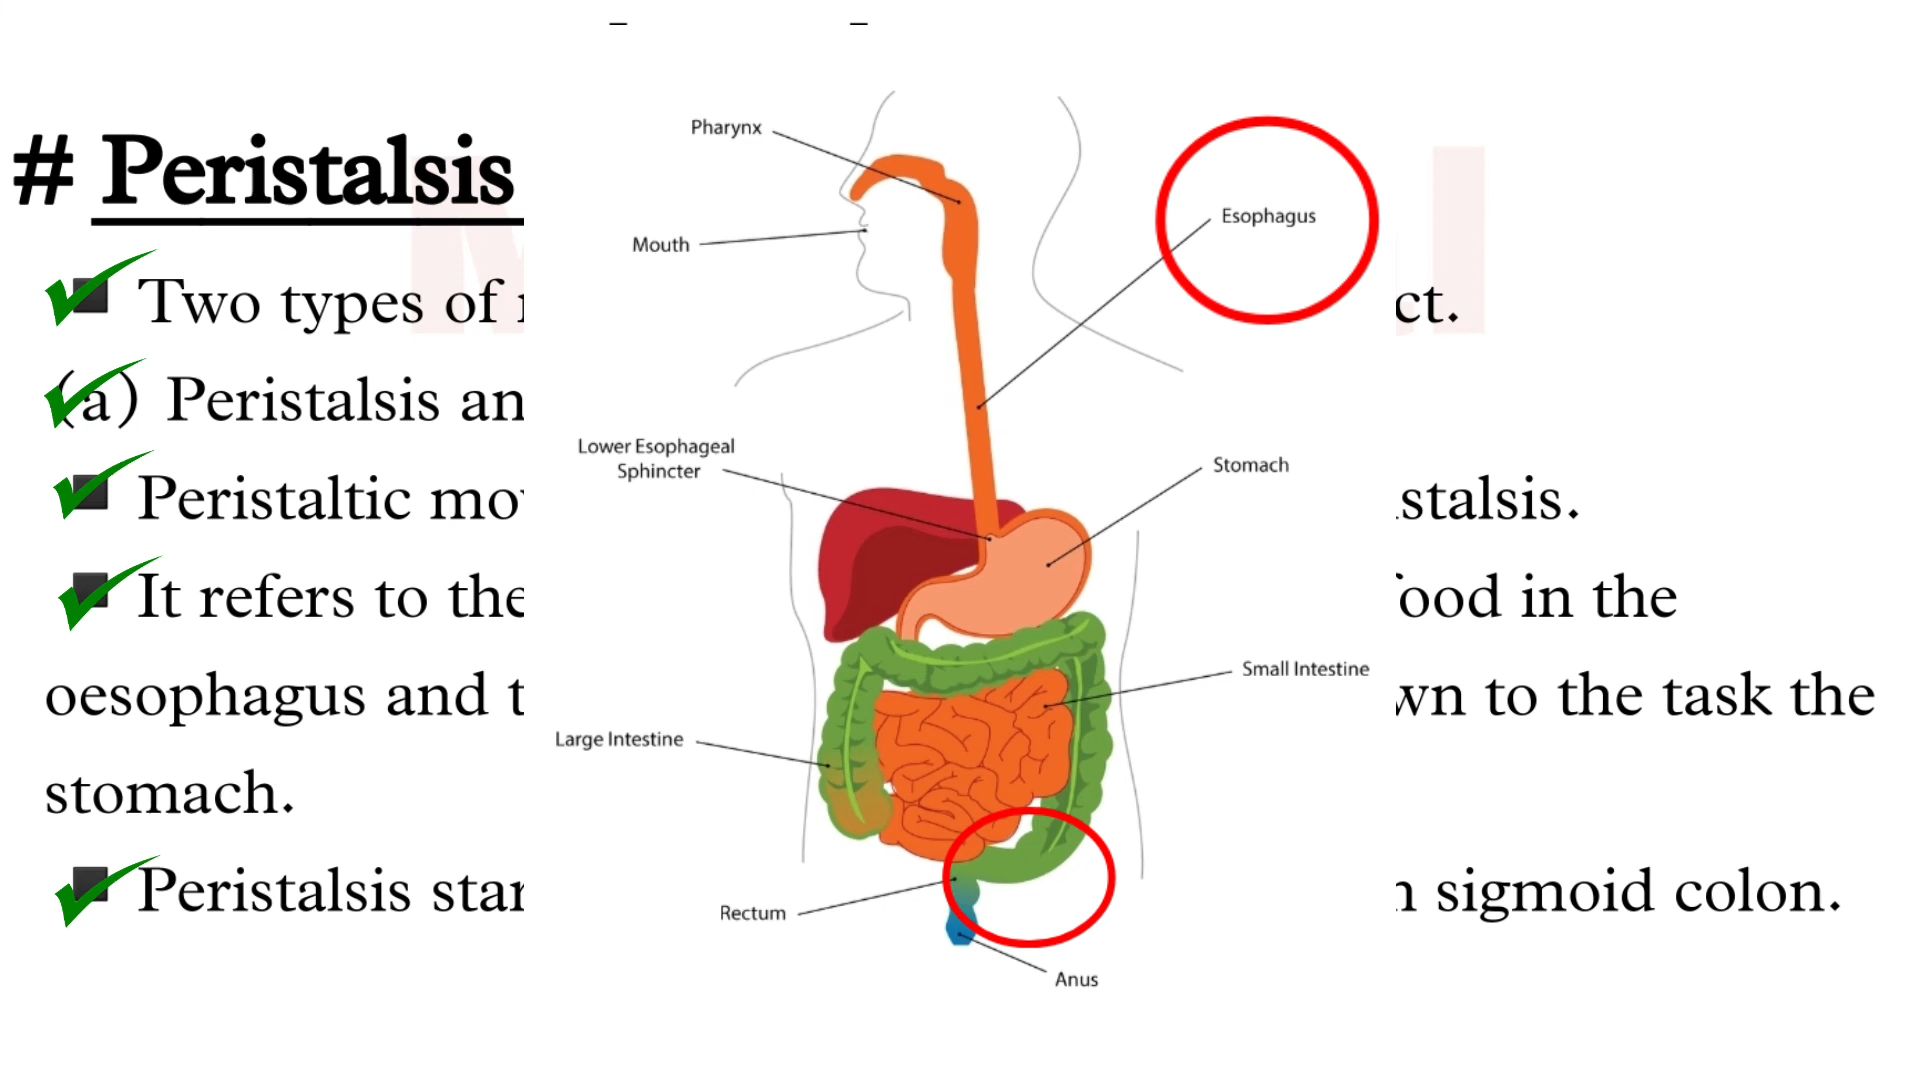 # Peristalsis
Two types of
ct.
(a) Peristalsis an
Peristaltic mo
stalsis.
It refers to the
ood in the
oesophagus and t
wn to the task the
stomach.
Peristalsis star
sigmoid colon.
Pharynx
Mouth
Esophagus
Lower Esophageal
Sphincter
Stomach
Small Intestine
Large Intestine
Rectum
Anus